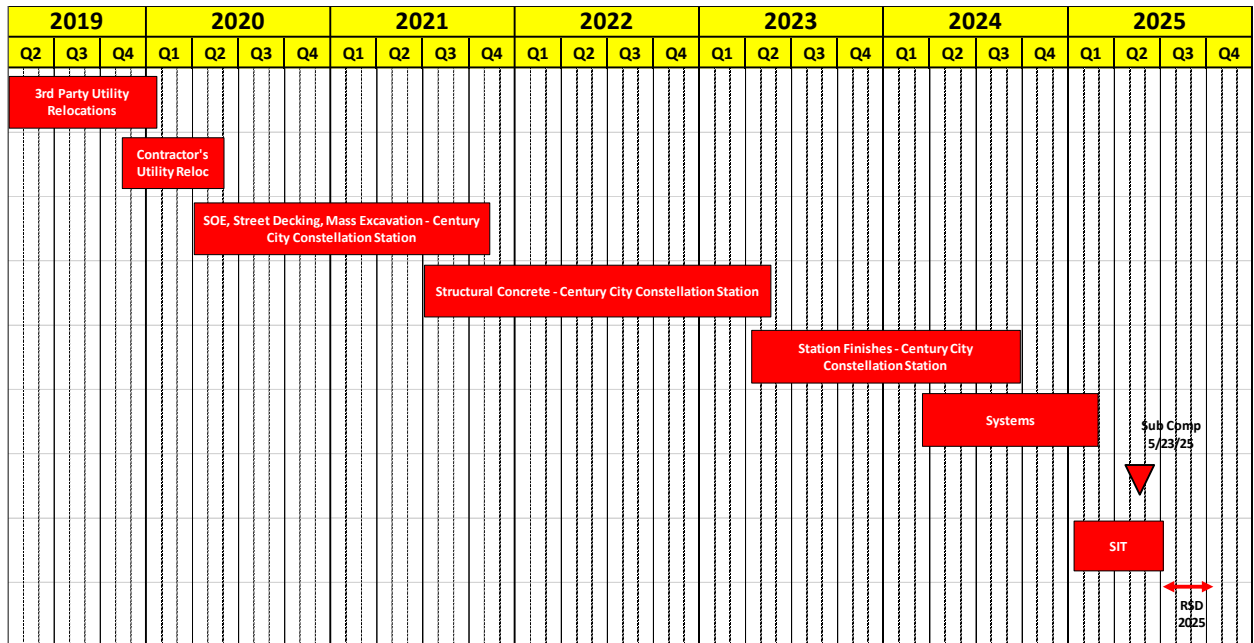 2019 2020 2021 2022 2023 2024 2025
Q2 Q3 Q4 Q1 Q2 Q3 Q4 Q1 Q2 Q3 Q4 Q1 Q2 Q3 Q4 Q1 Q2 Q3 Q4 Q1 Q2 Q3 Q4 Q1 Q2 Q3 Q4
3rd Party Utility
Relocations
Contractor's
Utility Reloc
SOE, Street Decking, Mass Excavation - Century
City Constellation Station
Structural Concrete - Century City Constellation Station
Station Finishes - Century City
Constellation Station
Systems
Sub Comp
5/23/25
SIT
RSD
2025